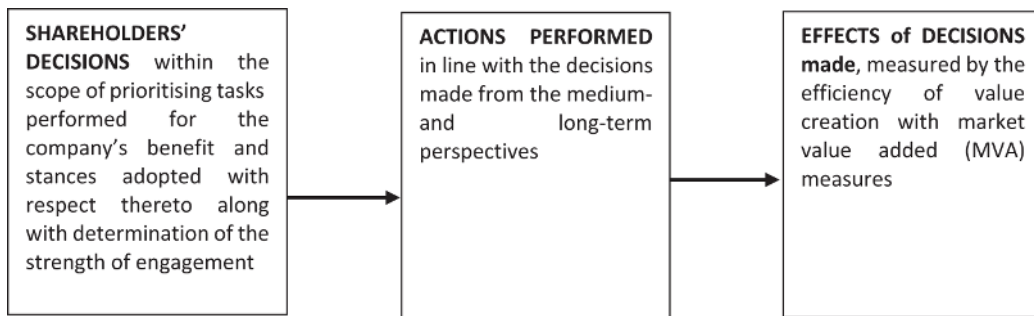 SHAREHOLDERS'
DECISIONS within the
scope of prioritising tasks
performed for the
company's benefit and
stances adopted with
respect thereto along
with determination of the
strength of engagement
ACTIONS PERFORMED
in line with the decisions
made from the medium-
and long-term
perspectives
EFFECTS of DECISIONS
made, measured by the
efficiency of value
creation with market
value added (MVA)
measures